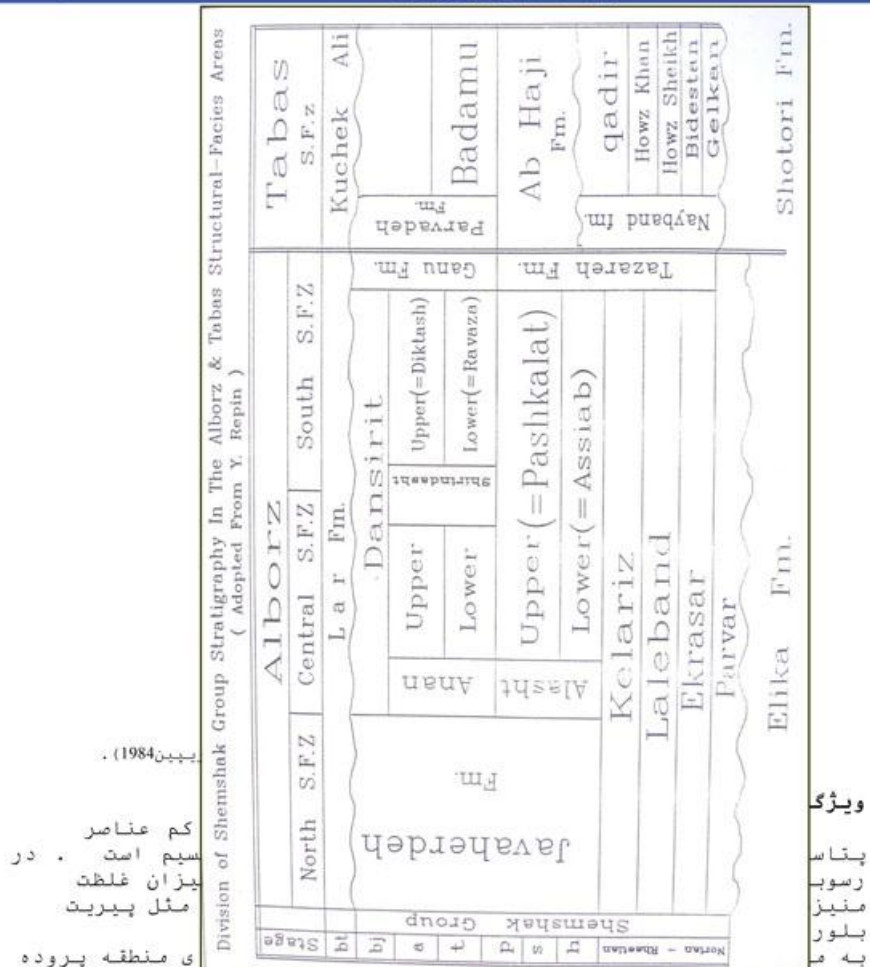 Division of Shemshak Group Stratigraphy In The Alborz & Tabas Structural-Facies Areas
( Adopted From Y. Repin )
Stage
Alborz
Tabas
S.F.z
North S.F.Z
Central S.F.Z
South S.F.Z
bt
Lar Fm.
Kuchek Ali
Shemshak Group
bj
a
t
p
s
h
Norian - Rhaetian
Javaherdeh
Fm.
Dansirit
Anan
Upper
Lower
Shirindasht
Upper(=Diktash)
Lower(=Ravaza)
Ganu Fm.
Parvadeh
Fm.
Badamu
Alasht
Upper(=Pashkalat)
Lower(=Assiab)
Tazareh Fm.
Ab Haji
Fm.
Kelariz
Laleband
Ekrasar
Parvar
Nayband fm.
qadir
Howz Khan
Howz Sheikh
Bidestan
Gelkan
Elika Fm.
Shotori Fm.
1984) .
ویژگ
کم عناصر
پتاس سیم است . در
رسوب یزان غلظت
منیز مثل پیریت
بلور
به م ی منطقه پروده